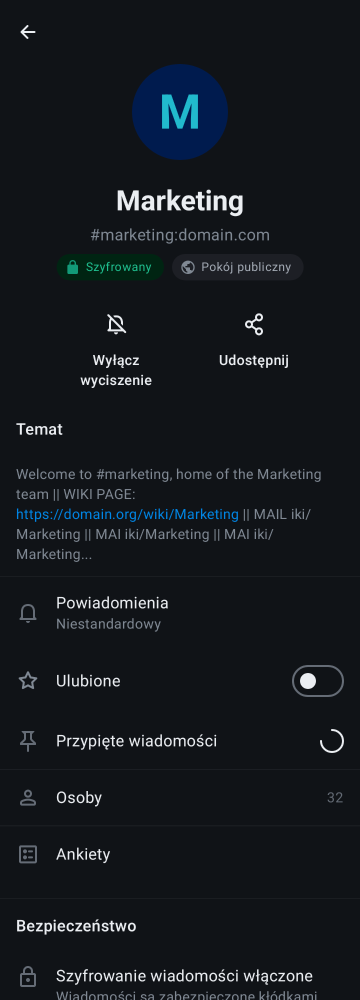 M
Marketing
#marketing:domain.com
Szyfrowany
Pokój publiczny
Wyłącz
wyciszenie
Udostępnij
Temat
Welcome to #marketing, home of the Marketing
team || WIKI PAGE:
https://domain.org/wiki/Marketing || MAIL iki/
Marketing || MAI iki/Marketing || MAI iki/
Marketing...
Powiadomienia
Niestandardowy
Ulubione
Przypięte wiadomości
Osoby
32
Ankiety
Bezpieczeństwo
Szyfrowanie wiadomości włączone
Wiadomości są zabezpieczone kłódkami